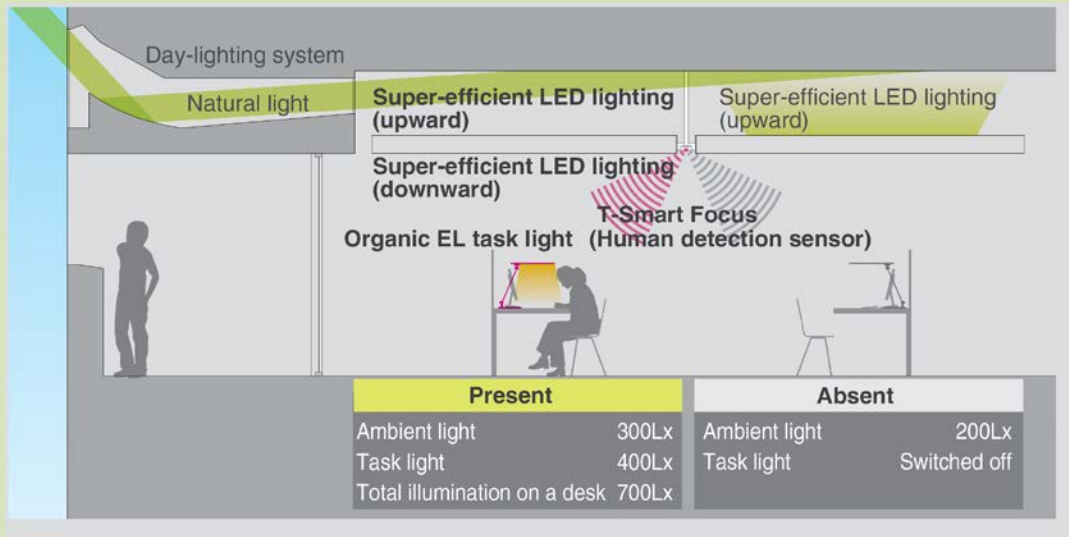 Day-lighting system
Natural light
Super-efficient LED lighting
(upward)
Super-efficient LED lighting
(upward)
Super-efficient LED lighting
(downward)
T-Smart Focus
Organic EL task light (Human detection sensor)
Present
Ambient light 300Lx
Task light 400Lx
Total illumination on a desk 700Lx
Absent
Ambient light 200Lx
Task light Switched off